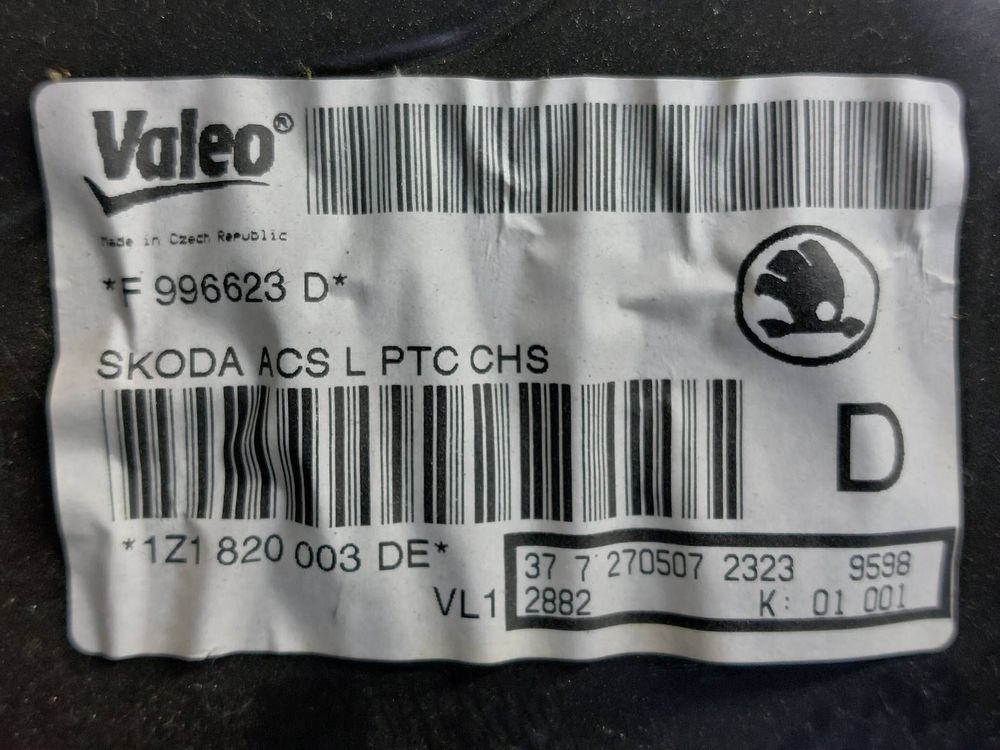 Valeo®
Made in Czech Republic
*F 996623 D*
SKODA ACS L PTC CHS
D
*1Z1 820 003 DE*
37 7 270507 2323 9598
VL1 2882 K: 01 001